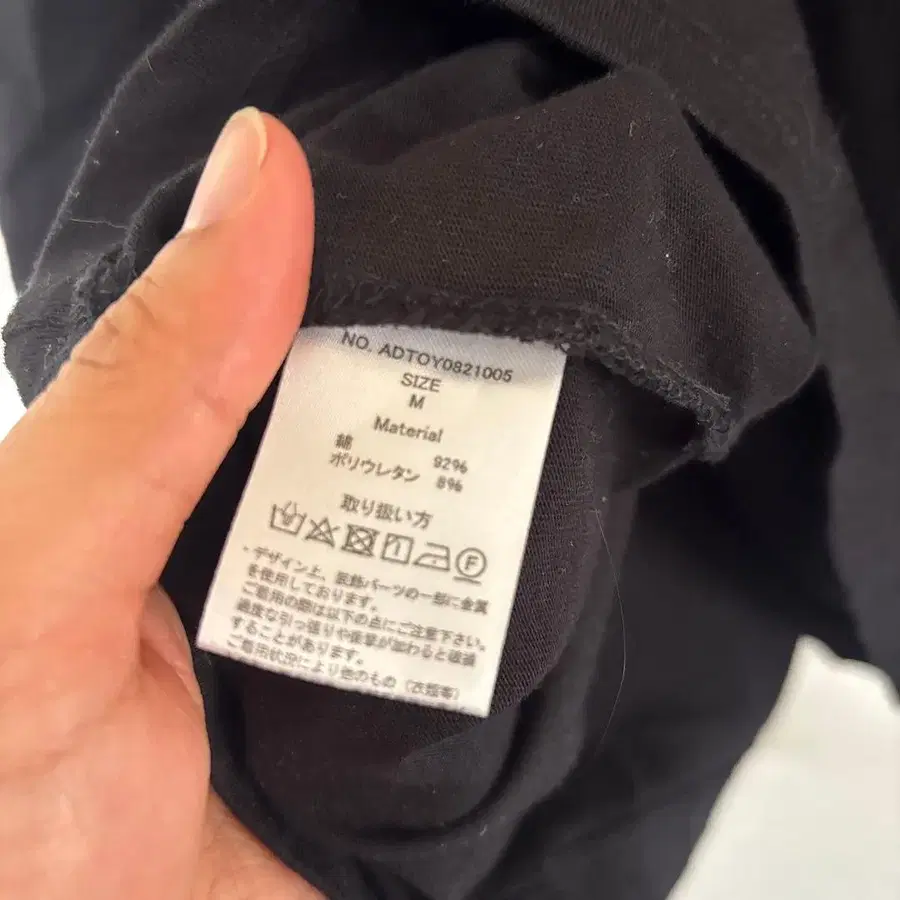 NO. ADTOY0821005
SIZE
M
Material
綿 92%
ポリウレタン 8%
取り扱い方
F
・デザイン上、装飾パーツの一部に金属
を使用しております。
ご着用の際は以下の点にご注意下さい。
過度な引っ張りや衝撃が加わると破損
することがあります。
ご着用状況により他のもの（衣類等）